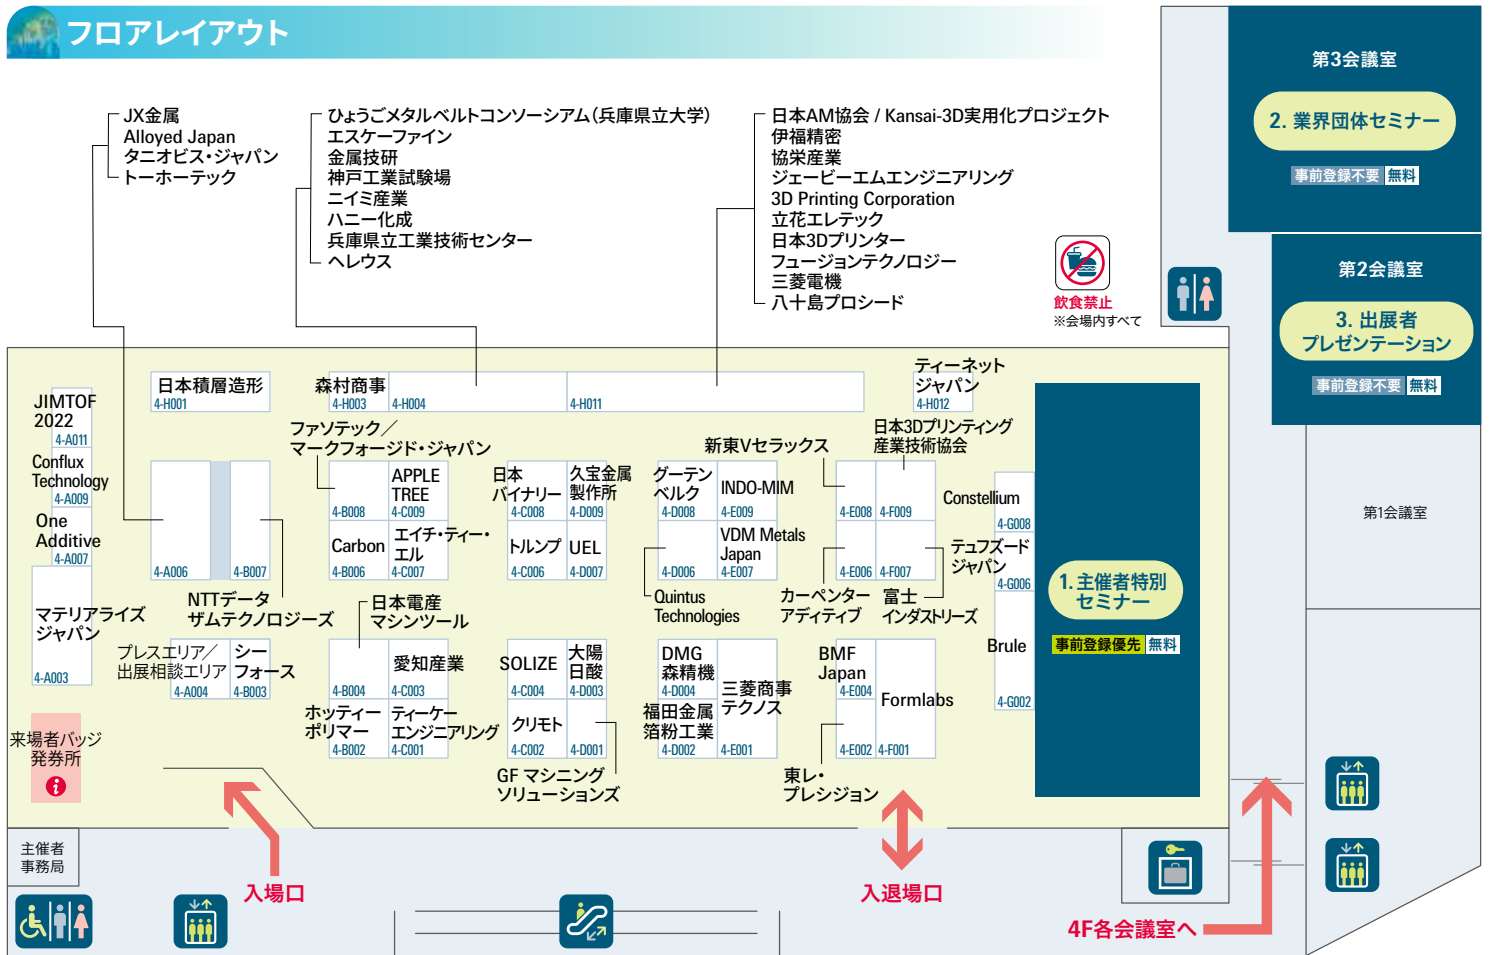 フロアレイアウト
JX金属
Alloyed Japan
タニオビス・ジャパン
トーホーテック
ひょうごメタルベルトコンソーシアム(兵庫県立大学)
エスケーファイン
金属技研
神戸工業試験場
ニイミ産業
ハニー化成
兵庫県立工業技術センター
ヘレウス
日本AM協会 / Kansai-3D実用化プロジェクト
伊福精密
協栄産業
ジェービーエムエンジニアリング
3D Printing Corporation
立花エレテック
日本3Dプリンター
フュージョンテクノロジー
三菱電機
八十島プロシード
飲食禁止
※会場内すべて
第3会議室
2. 業界団体セミナー
事前登録不要 無料
第2会議室
3. 出展者
プレゼンテーション
事前登録不要 無料
第1会議室
JIMTOF
2022
4-A011
Conflux
Technology
4-A009
One
Additive
4-A007
マテリアライズ
ジャパン
4-A003
日本積層造形
4-H001
森村商事
4-H003
4-H004
4-H011
ティーネット
ジャパン
4-H012
4-A006
4-B007
NTTデータ
ザムテクノロジーズ
プレスエリア/
出展相談エリア
4-A004
シー
フォース
4-B003
ファソテック/
マークフォージド・ジャパン
4-B008
APPLE
TREE
4-C009
Carbon
4-B006
エイチ・ティー・
エル
4-C007
日本電産
マシンツール
4-B004
愛知産業
4-C003
ホッティー
ポリマー
4-B002
ティーケー
エンジニアリング
4-C001
日本
バイナリー
4-C008
久宝金属
製作所
4-D009
トルンプ
4-C006
UEL
4-D007
SOLIZE
4-C004
大陽
日酸
4-D003
クリモト
4-C002
4-D001
GF マシニング
ソリューションズ
グーテン
ベルク
4-D008
INDO-MIM
4-E009
4-D006
VDM Metals
Japan
4-E007
Quintus
Technologies
DMG
森精機
4-D004
福田金属
箔粉工業
4-D002
三菱商事
テクノス
4-E001
新東Vセラックス
日本3Dプリンティング
産業技術協会
4-E008
4-F009
4-E006
4-F007
カーペンター
アディティブ
富士
インダストリーズ
BMF
Japan
4-E004
Formlabs
4-E002
4-F001
東レ・
プレシジョン
Constellium
4-G008
テュフズード
ジャパン
4-G006
Brule
4-G002
1. 主催者特別
セミナー
事前登録優先 無料
来場者バッジ
発券所
i
主催者
事務局
入場口
入退場口
4F各会議室へ